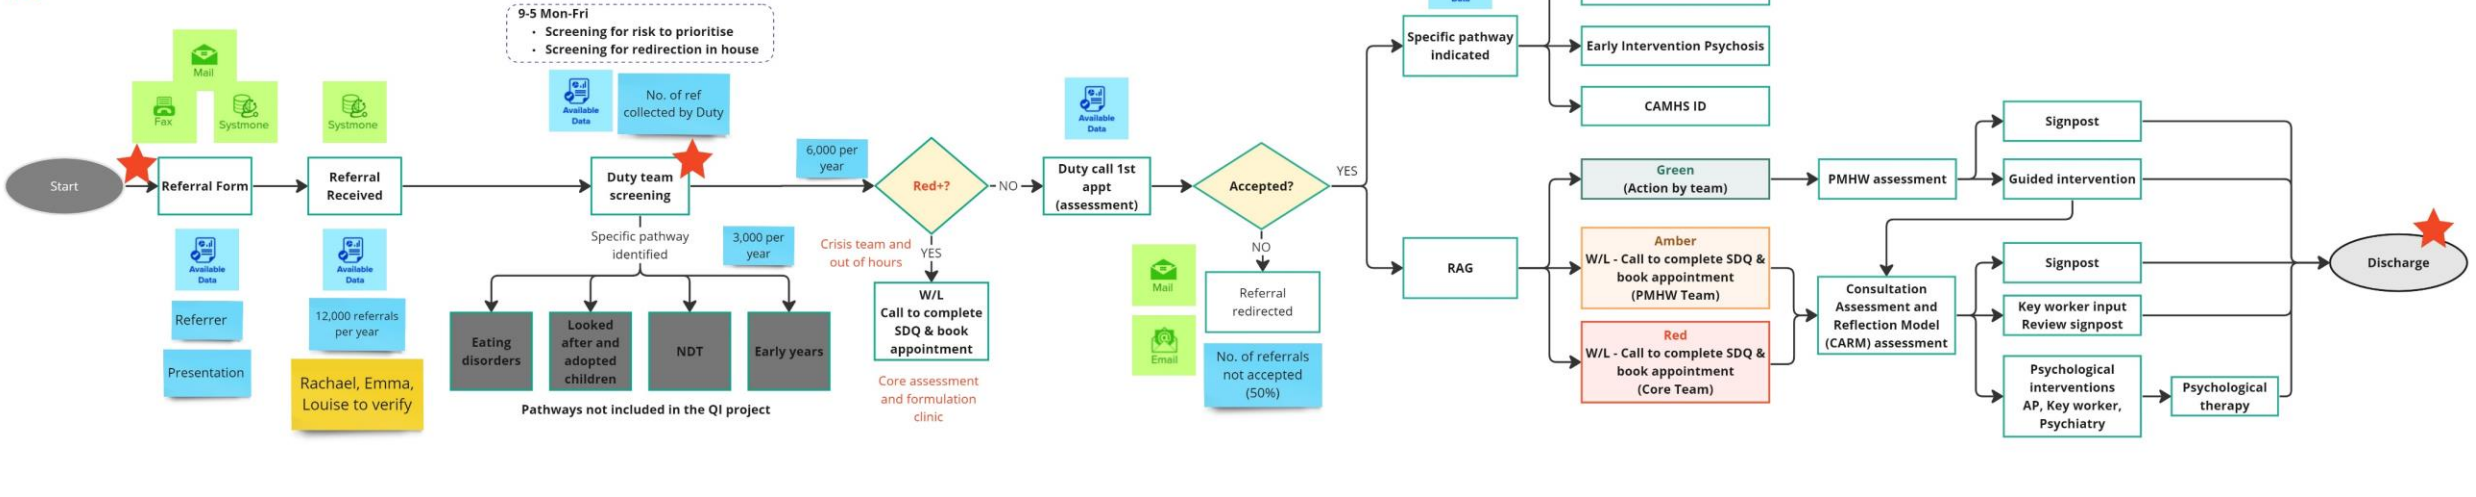 9-5 Mon-Fri
• Screening for risk to prioritise
• Screening for redirection in house
Mail
Fax
Systmone
Systmone
Available
Data
No. of ref
collected by Duty
Available
Data
Data
Start
Referral Form
Referral
Received
Duty team
screening
6,000 per
year
Red+?
NO
Duty call 1st
appt
(assessment)
Accepted?
YES
Specific pathway
indicated
Early Intervention Psychosis
CAMHS ID
Available
Data
Referrer
Presentation
Available
Data
12,000 referrals
per year
Rachael, Emma,
Louise to verify
Specific pathway
identified
3,000 per
year
Eating
disorders
Looked
after and
adopted
children
NDT
Early years
Pathways not included in the QI project
Crisis team and
out of hours
YES
W/L
Call to complete
SDQ & book
appointment
Core assessment
and formulation
clinic
NO
Mail
Email
Referral
redirected
No. of referrals
not accepted
(50%)
RAG
Green
(Action by team)
Amber
W/L - Call to complete SDQ &
book appointment
(PMHW Team)
Red
W/L - Call to complete SDQ &
book appointment
(Core Team)
PMHW assessment
Signpost
Guided intervention
Consultation
Assessment and
Reflection Model
(CARM) assessment
Signpost
Key worker input
Review signpost
Psychological
interventions
AP, Key worker,
Psychiatry
Psychological
therapy
Discharge